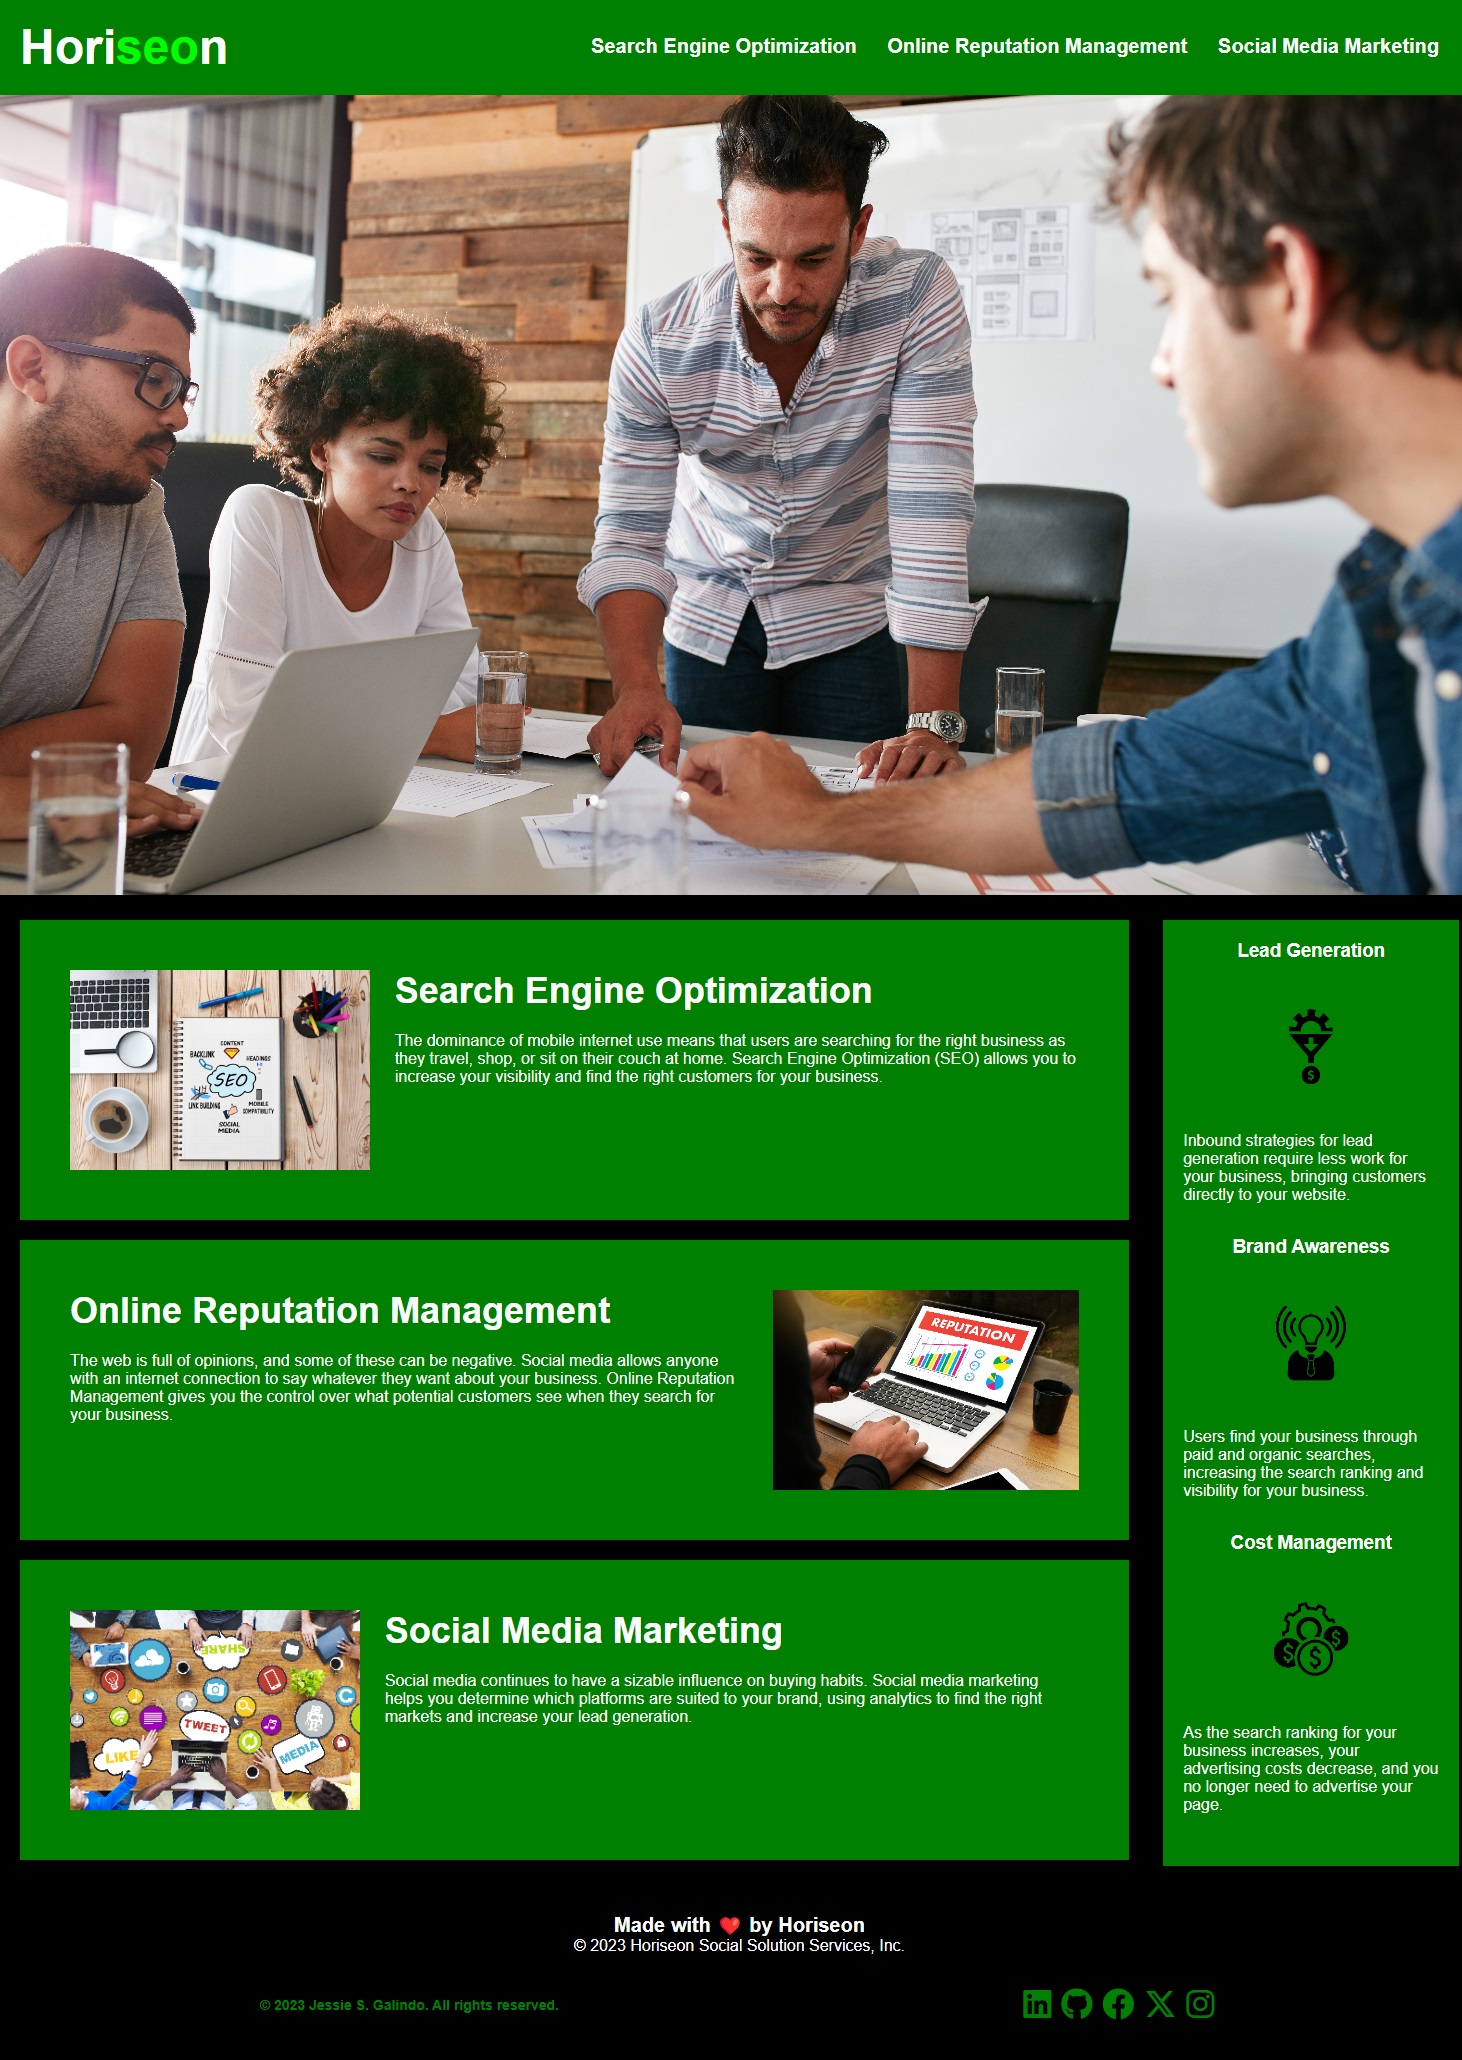 Horiseon
Search Engine Optimization
Online Reputation Management
Social Media Marketing
CONTENT
BACKLINK
HEADINGS
SEO
LINK BUILDING
MOBILE
COMPATIBILITY
SOCIAL
MEDIA
Search Engine Optimization
The dominance of mobile internet use means that users are searching for the right business as
they travel, shop, or sit on their couch at home. Search Engine Optimization (SEO) allows you to
increase your visibility and find the right customers for your business.
Online Reputation Management
The web is full of opinions, and some of these can be negative. Social media allows anyone
with an internet connection to say whatever they want about your business. Online Reputation
Management gives you the control over what potential customers see when they search for
your business.
REPUTATION
SHARE
TWEET
LIKE
MEDIA
Social Media Marketing
Social media continues to have a sizable influence on buying habits. Social media marketing
helps you determine which platforms are suited to your brand, using analytics to find the right
markets and increase your lead generation.
Lead Generation
$
Inbound strategies for lead
generation require less work for
your business, bringing customers
directly to your website.
Brand Awareness
Users find your business through
paid and organic searches,
increasing the search ranking and
visibility for your business.
Cost Management
$ $ $
As the search ranking for your
business increases, your
advertising costs decrease, and you
no longer need to advertise your
page.
Made with ❤️ by Horiseon
© 2023 Horiseon Social Solution Services, Inc.
© 2023 Jessie S. Galindo. All rights reserved.
in